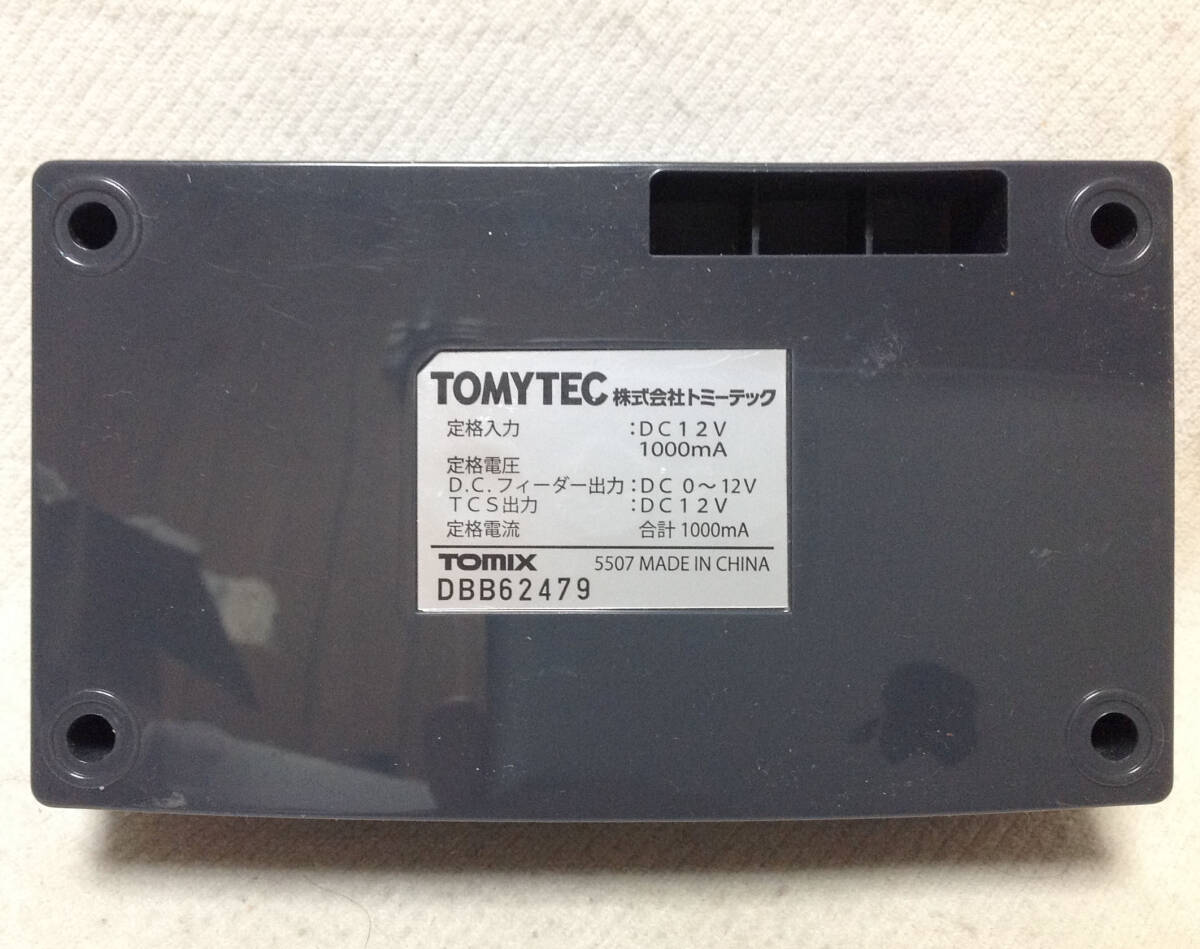 TOMYTEC 株式会社トミーテック
定格入力 :DC12V
1000mA
定格電圧
D.C.フィーダー出力:DC 0～12V
TCS出力 :DC12V
定格電流 合計 1000mA
TOMIX 5507 MADE IN CHINA
DBB62479